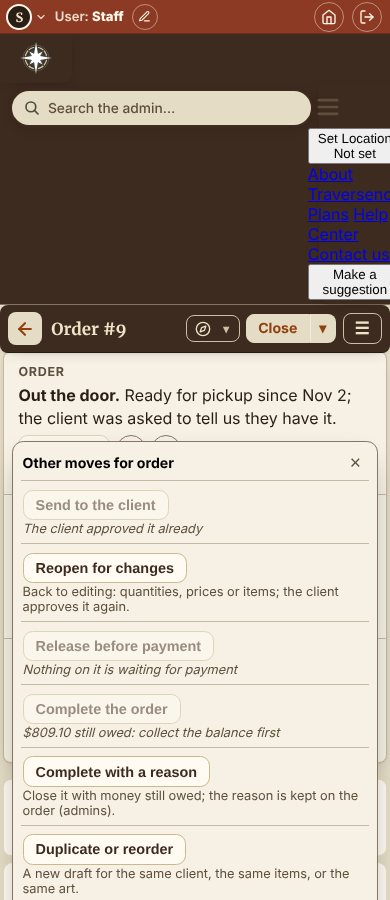 S User: Staff
Search the admin...
Set Location
Not set
About
Traversend
Plans Help
Center
Contact us
Make a
suggestion
Order #9
Close
ORDER
Out the door. Ready for pickup since Nov 2;
the client was asked to tell us they have it.
Other moves for order
Send to the client
The client approved it already
Reopen for changes
Back to editing: quantities, prices or items; the client
approves it again.
Release before payment
Nothing on it is waiting for payment
Complete the order
$809.10 still owed: collect the balance first
Complete with a reason
Close it with money still owed; the reason is kept on the
order (admins).
Duplicate or reorder
A new draft for the same client, the same items, or the
same art.